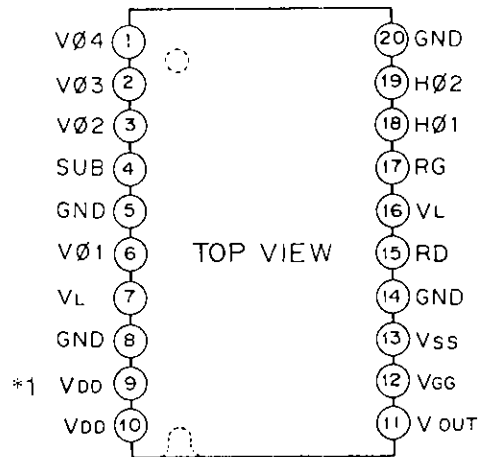 VØ4 1 20 GND
VØ3 2 19 HØ2
VØ2 3 18 HØ1
SUB 4 17 RG
GND 5 16 VL
VØ1 6 TOP VIEW 15 RD
VL 7 14 GND
GND 8 13 VSS
*1 VDD 9 12 VGG
VDD 10 11 VOUT